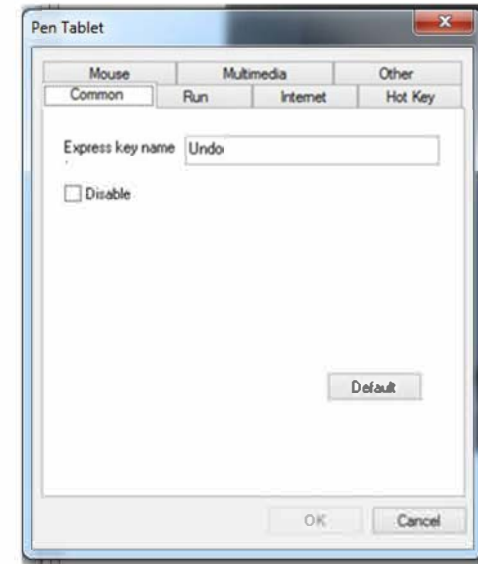 Pen Tablet
Mouse Multimedia Other
Common Run Internet Hot Key
Express key name Undo
Disable
Default
OK Cancel